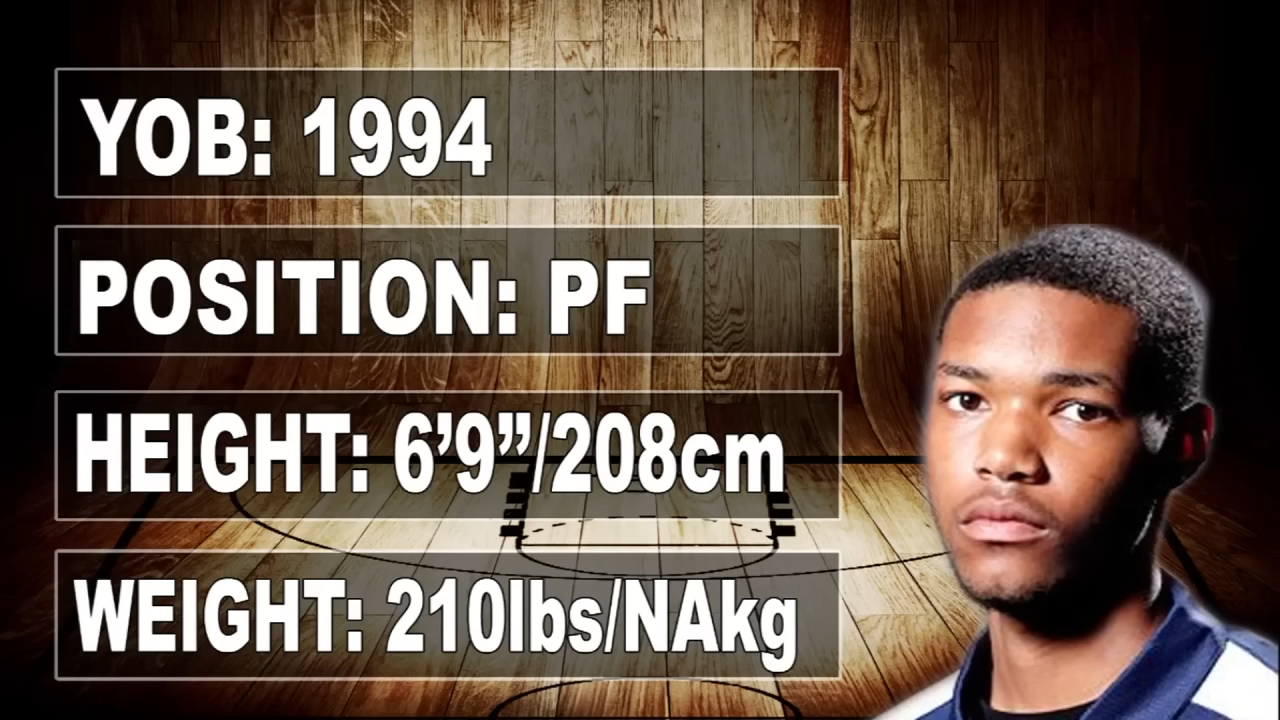 YOB: 1994
POSITION: PF
HEIGHT: 6’9”/208cm
WEIGHT: 210lbs/NAkg